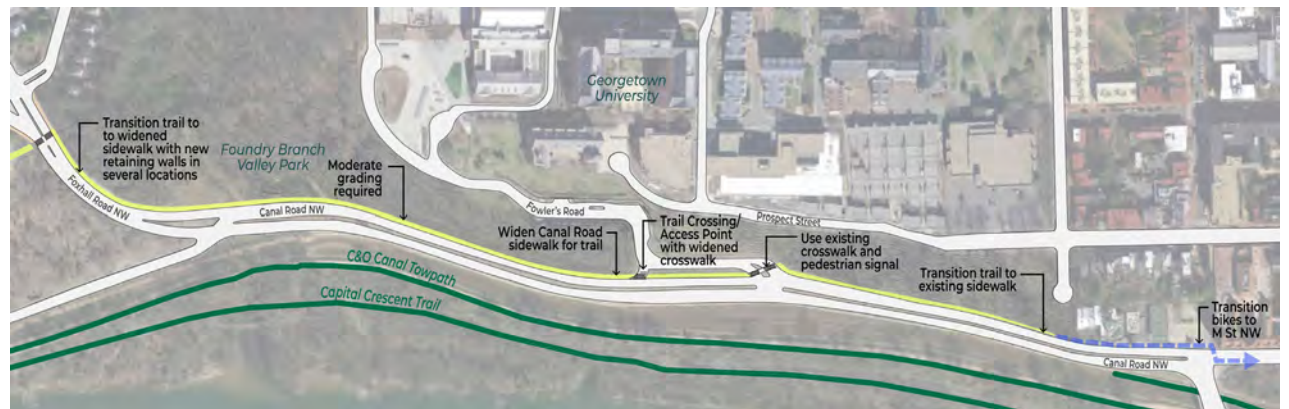 Georgetown
University
Transition trail to
to widened
sidewalk with new
retaining walls in
several locations
Foundry Branch
Valley Park
Moderate
grading
required
Foxhall Road NW
Canal Road NW
Fowler's Road
Prospect Street
Widen Canal Road
sidewalk for trail
Trail Crossing/
Access Point
with widened
crosswalk
Use existing
crosswalk and
pedestrian signal
Transition trail to
existing sidewalk
Transition
bikes to
M St NW
C&O Canal Towpath
Capital Crescent Trail
Canal Road NW